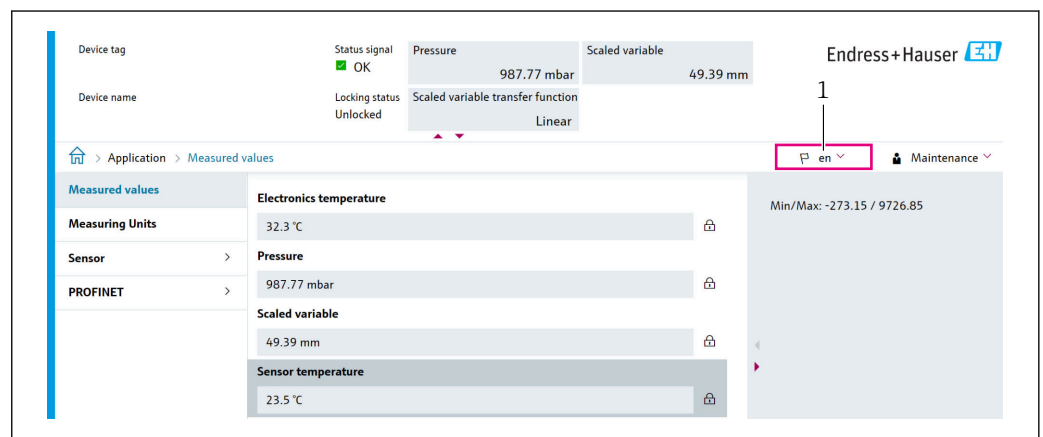 Device tag
Status signal
OK
Pressure
987.77 mbar
Scaled variable
49.39 mm
Endress+Hauser EH
Device name
Locking status
Unlocked
Scaled variable transfer function
Linear
1
> Application > Measured values
en
Maintenance
Measured values
Measuring Units
Sensor >
PROFINET >
Electronics temperature
32.3 °C
Pressure
987.77 mbar
Scaled variable
49.39 mm
Sensor temperature
23.5 °C
Min/Max: -273.15 / 9726.85